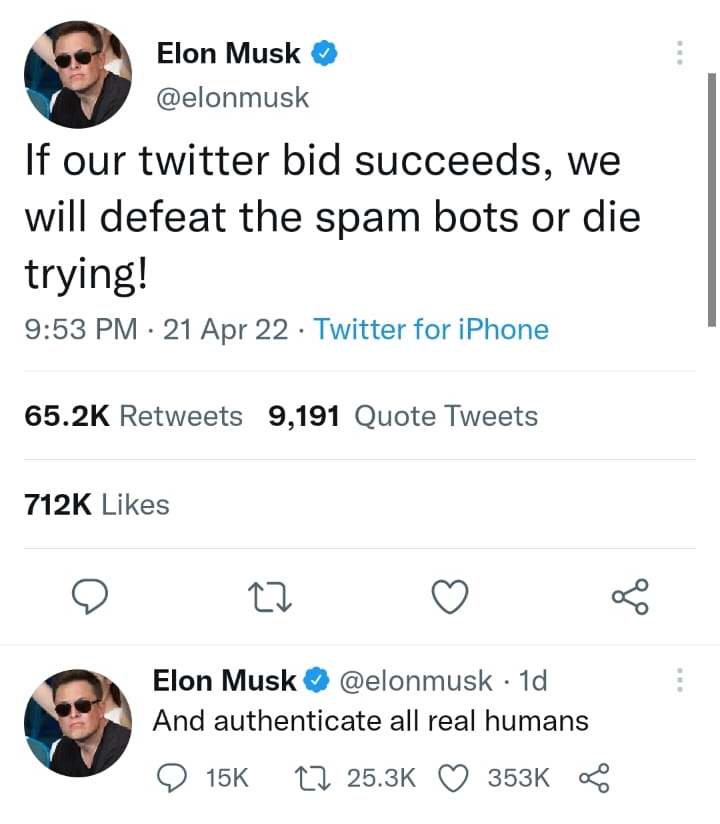 Elon Musk
@elonmusk
If our twitter bid succeeds, we
will defeat the spam bots or die
trying!
9:53 PM · 21 Apr 22 · Twitter for iPhone
65.2K Retweets 9,191 Quote Tweets
712K Likes
Elon Musk @elonmusk · 1d
And authenticate all real humans
15K 25.3K 353K